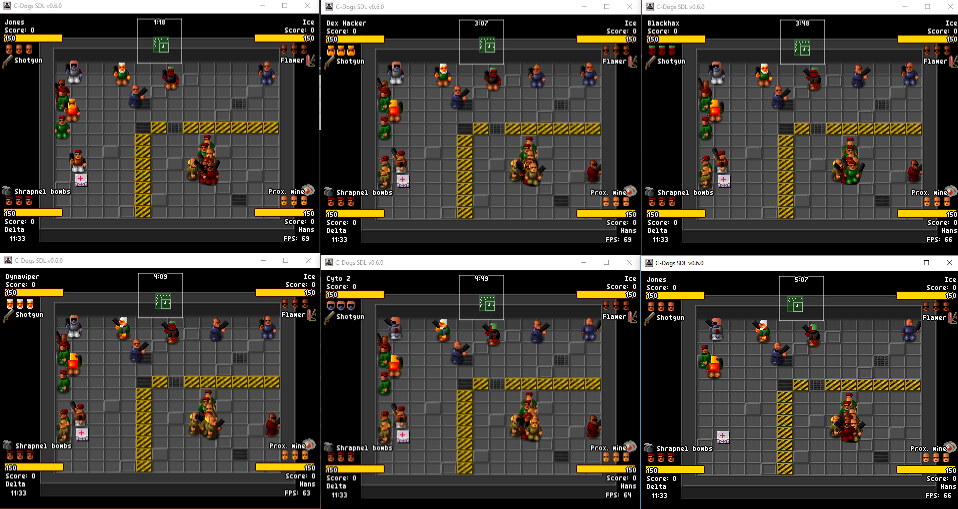 C-Dogs SDL v0.6.0
Jones
Score: 0
150
Shotgun
1:18
Ice
Score: 0
150
Flamer
Shrapnel bombs
150
Score: 0
Delta
11:33
Prox. mine
150
Score: 0
Hans
FPS: 69
C-Dogs SDL v0.6.0
Dex Hacker
Score: 0
150
Shotgun
3:07
Ice
Score: 0
150
Flamer
Shrapnel bombs
150
Score: 0
Delta
11:33
Prox. mine
150
Score: 0
Hans
FPS: 69
C-Dogs SDL v0.6.0
Blackhax
Score: 0
150
Shotgun
3:48
Ice
Score: 0
150
Flamer
Shrapnel bombs
150
Score: 0
Delta
11:33
Prox. mine
150
Score: 0
Hans
FPS: 66
C-Dogs SDL v0.6.0
Dynaviper
Score: 0
150
Shotgun
4:09
Ice
Score: 0
150
Flamer
Shrapnel bombs
150
Score: 0
Delta
11:33
Prox. mine
150
Score: 0
Hans
FPS: 63
C-Dogs SDL v0.6.0
Cyto 2
Score: 0
150
Shotgun
4:49
Ice
Score: 0
150
Flamer
Shrapnel bombs
150
Score: 0
Delta
11:33
Prox. mine
150
Score: 0
Hans
FPS: 64
C-Dogs SDL v0.6.0
Jones
Score: 0
150
Shotgun
5:07
Ice
Score: 0
150
Flamer
Shrapnel bombs
150
Score: 0
Delta
11:33
Prox. mine
150
Score: 0
Hans
FPS: 66